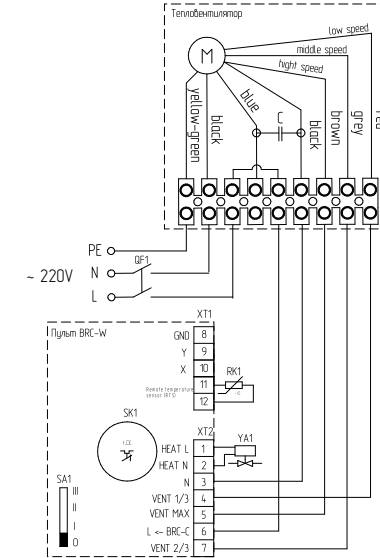 Тепловентилятор
low speed
middle speed
hight speed
M
yellow-green
black
blue
C
black
brown
grey
PE
N
L
QF1
~ 220V
Пульт BRC-W
XT1
GND 8
Y 9
X 10
11
12
RK1
Remote temperature
sensor (RTS)
SK1
XT2
HEAT L 1
HEAT N 2
N 3
VENT 1/3 4
VENT MAX 5
L <- BRC-C 6
VENT 2/3 7
YA1
SA1
III
II
I
O